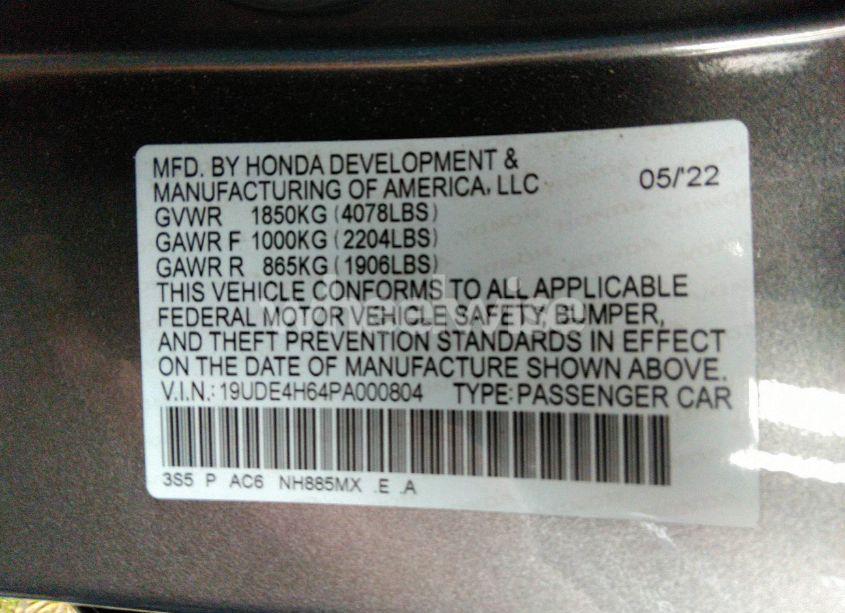 MFD. BY HONDA DEVELOPMENT &
MANUFACTURING OF AMERICA, LLC 05/'22
GVWR 1850KG (4078LBS)
GAWR F 1000KG (2204LBS)
GAWR R 865KG (1906LBS)
THIS VEHICLE CONFORMS TO ALL APPLICABLE
FEDERAL MOTOR VEHICLE SAFETY, BUMPER,
AND THEFT PREVENTION STANDARDS IN EFFECT
ON THE DATE OF MANUFACTURE SHOWN ABOVE.
V.I.N.: 19UDE4H64PA000804 TYPE: PASSENGER CAR
3S5 P AC6 NH885MX .E .A